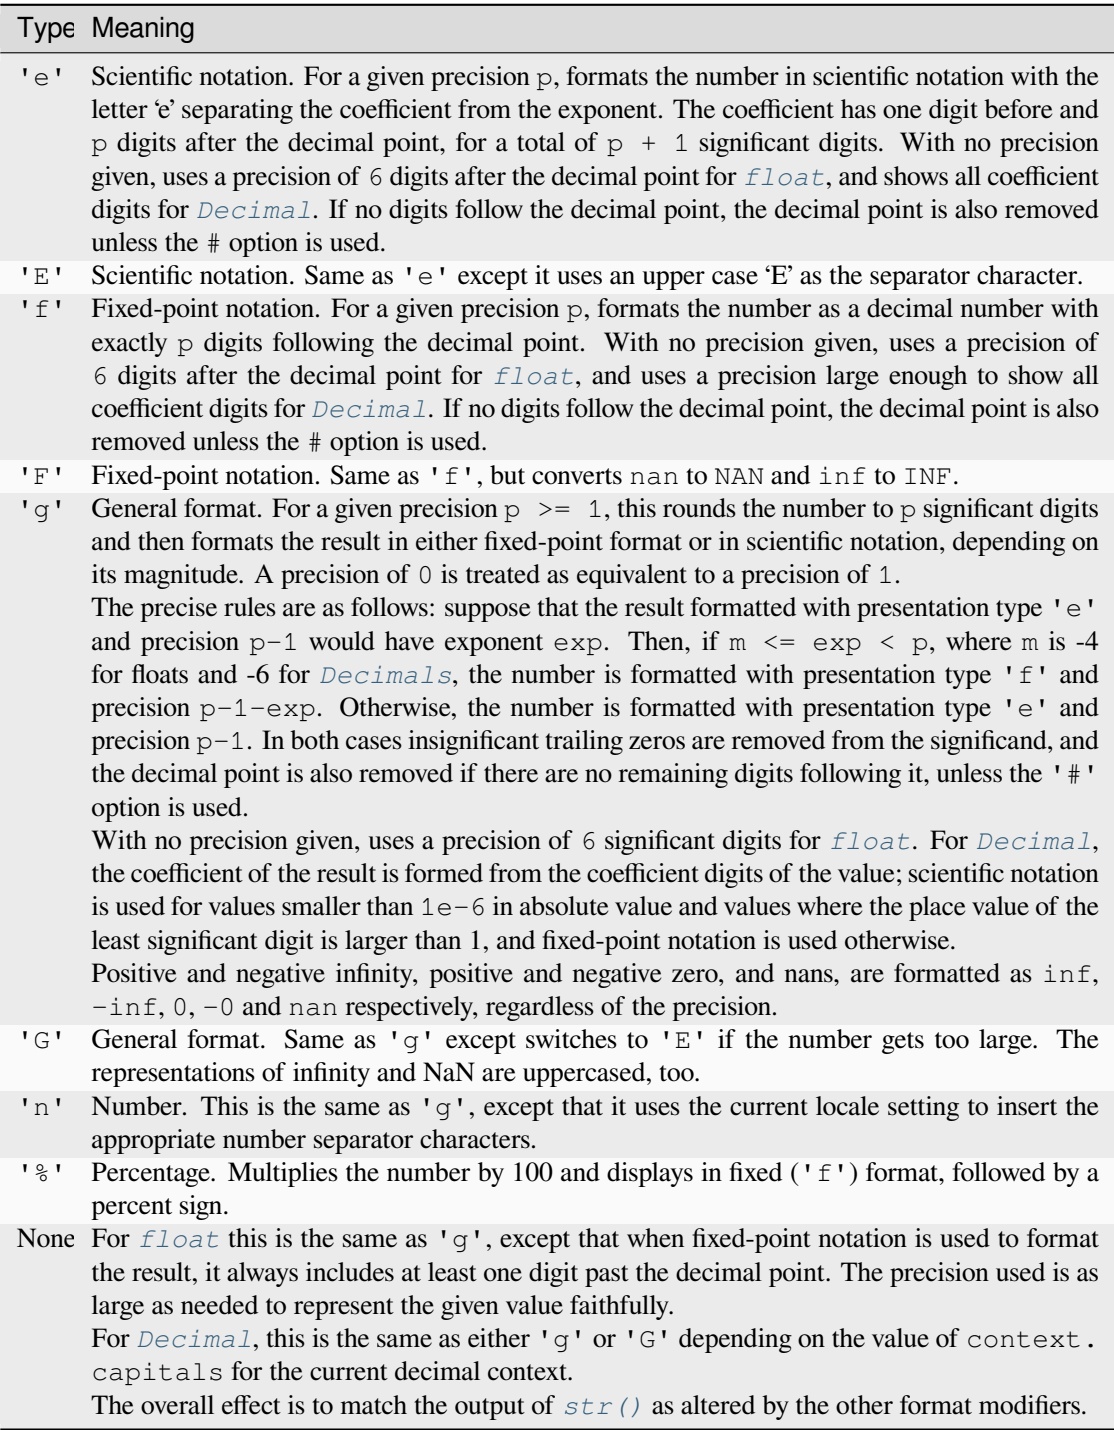 Type Meaning
'e' Scientific notation. For a given precision p, formats the number in scientific notation with the
letter ‘e’ separating the coefficient from the exponent. The coefficient has one digit before and
p digits after the decimal point, for a total of p + 1 significant digits. With no precision
given, uses a precision of 6 digits after the decimal point for float, and shows all coefficient
digits for Decimal. If no digits follow the decimal point, the decimal point is also removed
unless the # option is used.
'E' Scientific notation. Same as 'e' except it uses an upper case ‘E’ as the separator character.
'f' Fixed-point notation. For a given precision p, formats the number as a decimal number with
exactly p digits following the decimal point. With no precision given, uses a precision of
6 digits after the decimal point for float, and uses a precision large enough to show all
coefficient digits for Decimal. If no digits follow the decimal point, the decimal point is also
removed unless the # option is used.
'F' Fixed-point notation. Same as 'f', but converts nan to NAN and inf to INF.
'g' General format. For a given precision p >= 1, this rounds the number to p significant digits
and then formats the result in either fixed-point format or in scientific notation, depending on
its magnitude. A precision of 0 is treated as equivalent to a precision of 1.
The precise rules are as follows: suppose that the result formatted with presentation type 'e'
and precision p-1 would have exponent exp. Then, if m <= exp < p, where m is -4
for floats and -6 for Decimals, the number is formatted with presentation type 'f' and
precision p-1-exp. Otherwise, the number is formatted with presentation type 'e' and
precision p-1. In both cases insignificant trailing zeros are removed from the significand, and
the decimal point is also removed if there are no remaining digits following it, unless the '#'
option is used.
With no precision given, uses a precision of 6 significant digits for float. For Decimal,
the coefficient of the result is formed from the coefficient digits of the value; scientific notation
is used for values smaller than 1e-6 in absolute value and values where the place value of the
least significant digit is larger than 1, and fixed-point notation is used otherwise.
Positive and negative infinity, positive and negative zero, and nans, are formatted as inf,
-inf, 0, -0 and nan respectively, regardless of the precision.
'G' General format. Same as 'g' except switches to 'E' if the number gets too large. The
representations of infinity and NaN are uppercased, too.
'n' Number. This is the same as 'g', except that it uses the current locale setting to insert the
appropriate number separator characters.
'%' Percentage. Multiplies the number by 100 and displays in fixed ('f') format, followed by a
percent sign.
None For float this is the same as 'g', except that when fixed-point notation is used to format
the result, it always includes at least one digit past the decimal point. The precision used is as
large as needed to represent the given value faithfully.
For Decimal, this is the same as either 'g' or 'G' depending on the value of context.
capitals for the current decimal context.
The overall effect is to match the output of str() as altered by the other format modifiers.